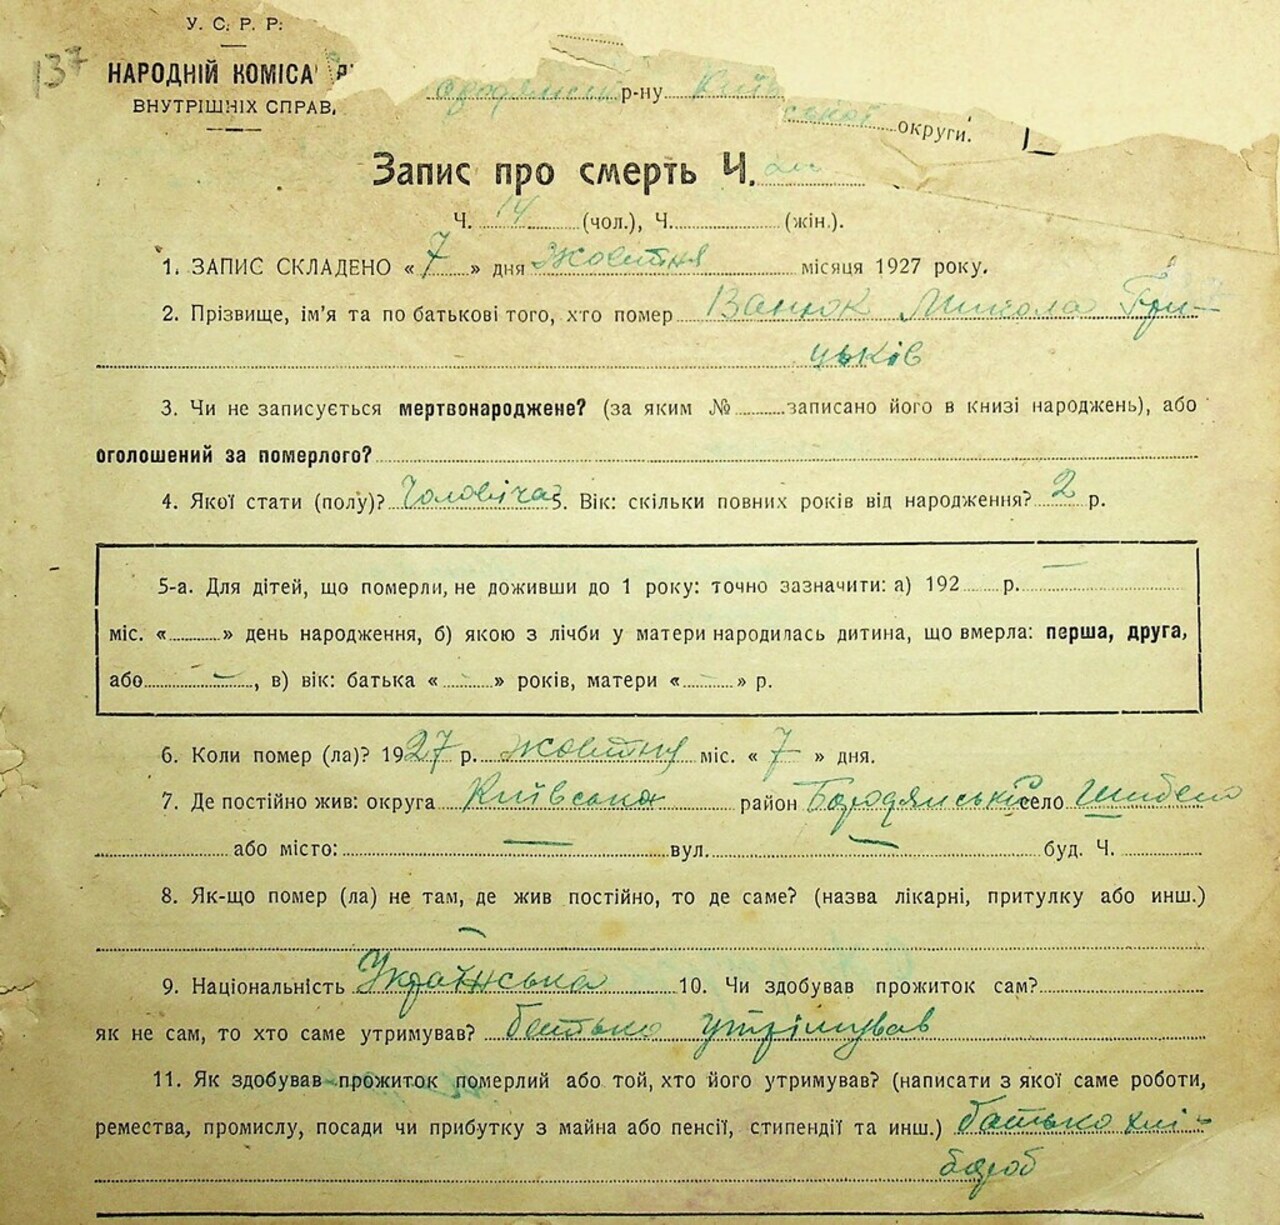 У. С. Р. Р.
137
НАРОДНІЙ КОМІСА
ВНУТРІШНІХ СПРАВ.
р-ну Київ
ської округи.
Запис про смерть Ч.
Ч. 14 (чол.), Ч. (жін.).
1. ЗАПИС СКЛАДЕНО « 7 » дня Жовтня місяця 1927 року.
2. Прізвище, ім'я та по батькові того, хто помер Ванюк Микола Гри-
цьків
3. Чи не записується мертвонароджене? (за яким № записано його в книзі народжень), або
оголошений за померлого?
4. Якої стати (полу)? Чоловіча 5. Вік: скільки повних років від народження? 2 р.
5-а. Для дітей, що померли, не доживши до 1 року: точно зазначити: а) 192 р. —
міс. « » день народження, б) якою з лічби у матери народилась дитина, що вмерла: перша, друга,
або —, в) вік: батька « — » років, матери « — » р.
6. Коли помер (ла)? 1927 р. Жовтня міс. « 7 » дня.
7. Де постійно жив: округа Київська район Бородянський село
або місто: — вул. — буд. Ч.
8. Як-що помер (ла) не там, де жив постійно, то де саме? (назва лікарні, притулку або инш.)
—
9. Національність Українська 10. Чи здобував прожиток сам?
як не сам, то хто саме утримував? батько утрімував
11. Як здобував прожиток померлий або той, хто його утримував? (написати з якої саме роботи,
ремества, промислу, посади чи прибутку з майна або пенсії, стипендії та инш.) батько хлі-
бороб